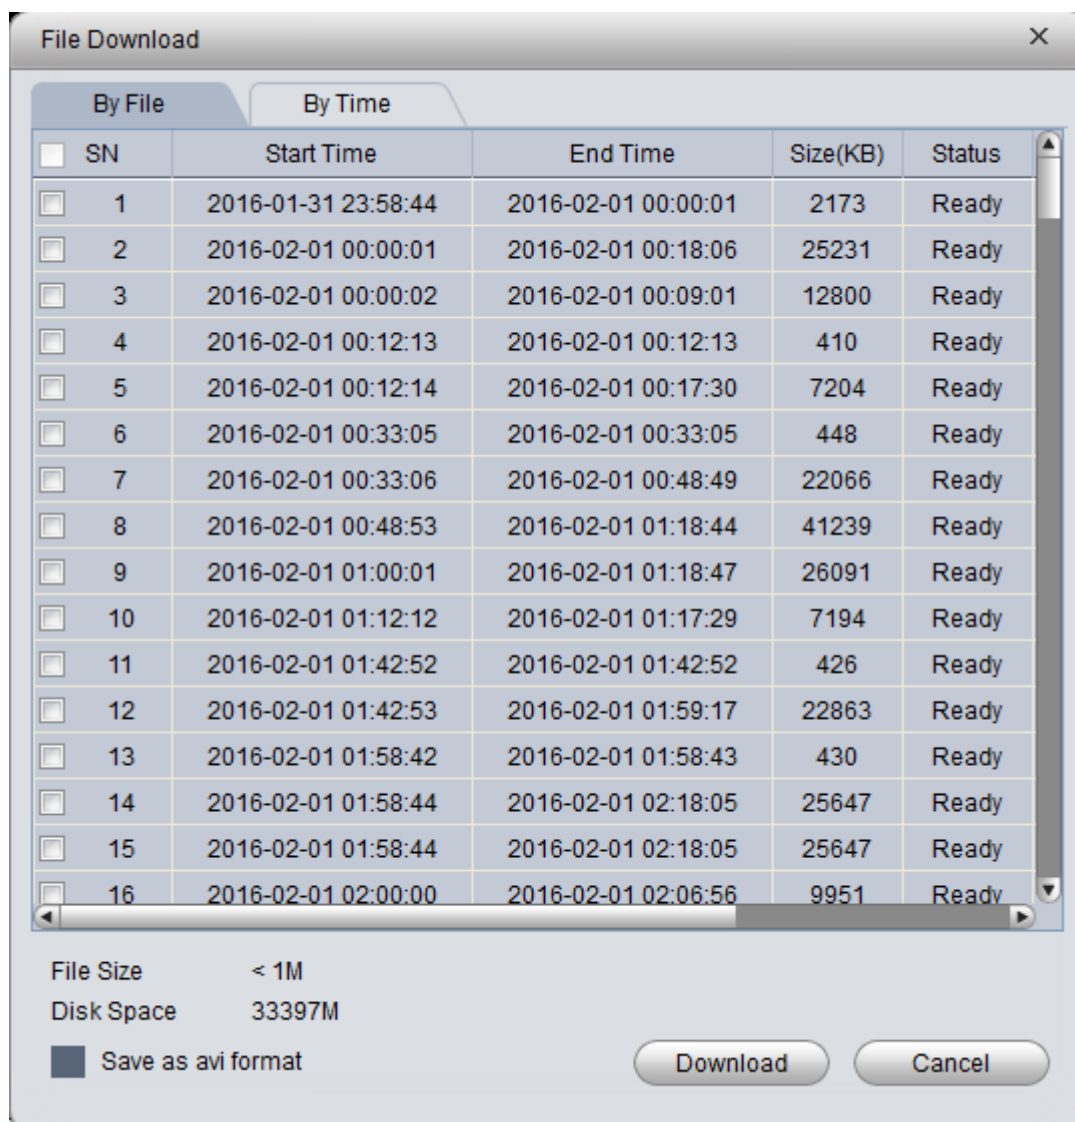 File Download
By File By Time
SN Start Time End Time Size(KB) Status
1 2016-01-31 23:58:44 2016-02-01 00:00:01 2173 Ready
2 2016-02-01 00:00:01 2016-02-01 00:18:06 25231 Ready
3 2016-02-01 00:00:02 2016-02-01 00:09:01 12800 Ready
4 2016-02-01 00:12:13 2016-02-01 00:12:13 410 Ready
5 2016-02-01 00:12:14 2016-02-01 00:17:30 7204 Ready
6 2016-02-01 00:33:05 2016-02-01 00:33:05 448 Ready
7 2016-02-01 00:33:06 2016-02-01 00:48:49 22066 Ready
8 2016-02-01 00:48:53 2016-02-01 01:18:44 41239 Ready
9 2016-02-01 01:00:01 2016-02-01 01:18:47 26091 Ready
10 2016-02-01 01:12:12 2016-02-01 01:17:29 7194 Ready
11 2016-02-01 01:42:52 2016-02-01 01:42:52 426 Ready
12 2016-02-01 01:42:53 2016-02-01 01:59:17 22863 Ready
13 2016-02-01 01:58:42 2016-02-01 01:58:43 430 Ready
14 2016-02-01 01:58:44 2016-02-01 02:18:05 25647 Ready
15 2016-02-01 01:58:44 2016-02-01 02:18:05 25647 Ready
16 2016-02-01 02:00:00 2016-02-01 02:06:56 9951 Ready
File Size < 1M
Disk Space 33397M
Save as avi format Download Cancel